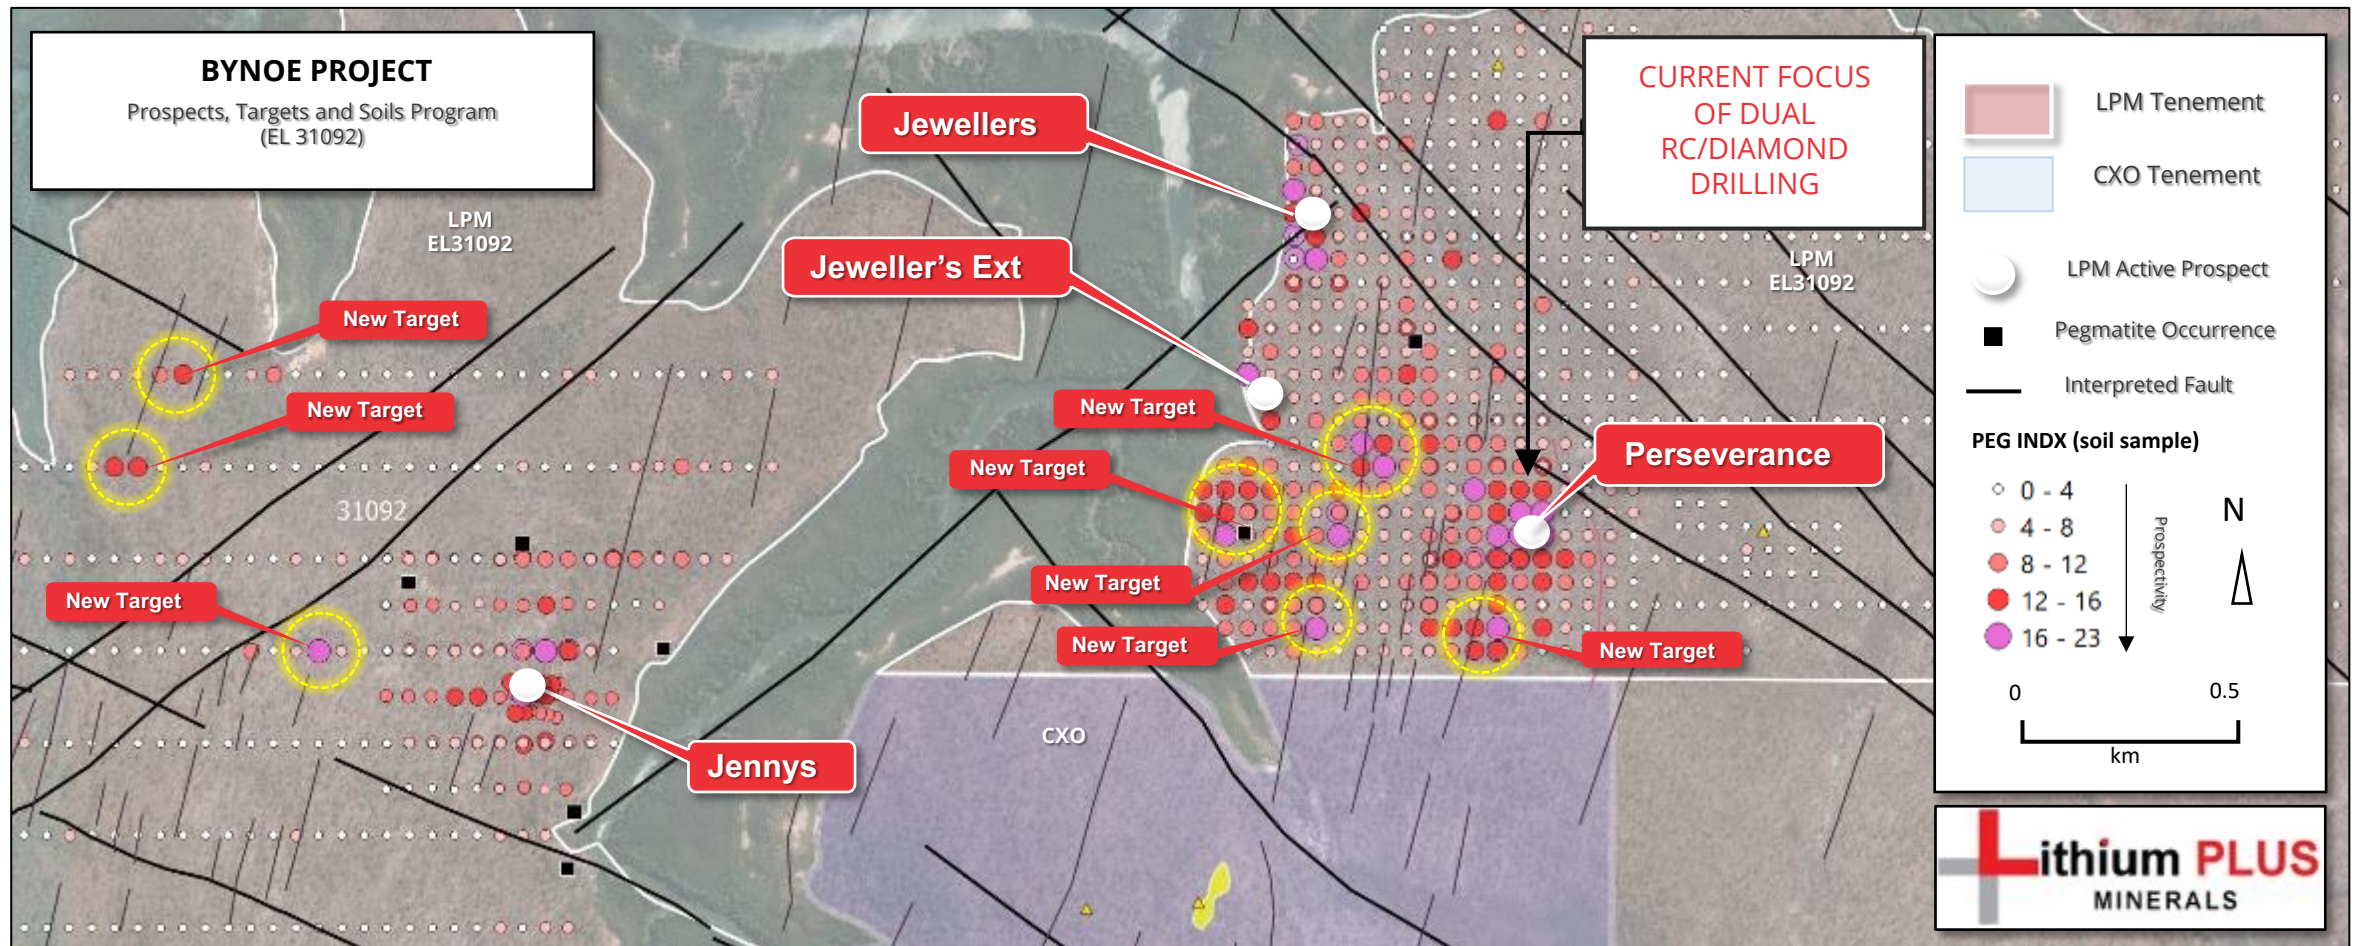 BYNOE PROJECT
Prospects, Targets and Soils Program
(EL 31092)
LPM
EL31092
Jewellers
Jeweller's Ext
CURRENT FOCUS
OF DUAL
RC/DIAMOND
DRILLING
LPM
EL31092
New Target
New Target
New Target
New Target
Perseverance
31092
New Target
New Target
New Target
New Target
Jennys
CXO
LPM Tenement
CXO Tenement
LPM Active Prospect
Pegmatite Occurrence
Interpreted Fault
PEG INDX (soil sample)
0 - 4
4 - 8
8 - 12
12 - 16
16 - 23
Prospectivity
N
0 0.5
km
Lithium PLUS
MINERALS